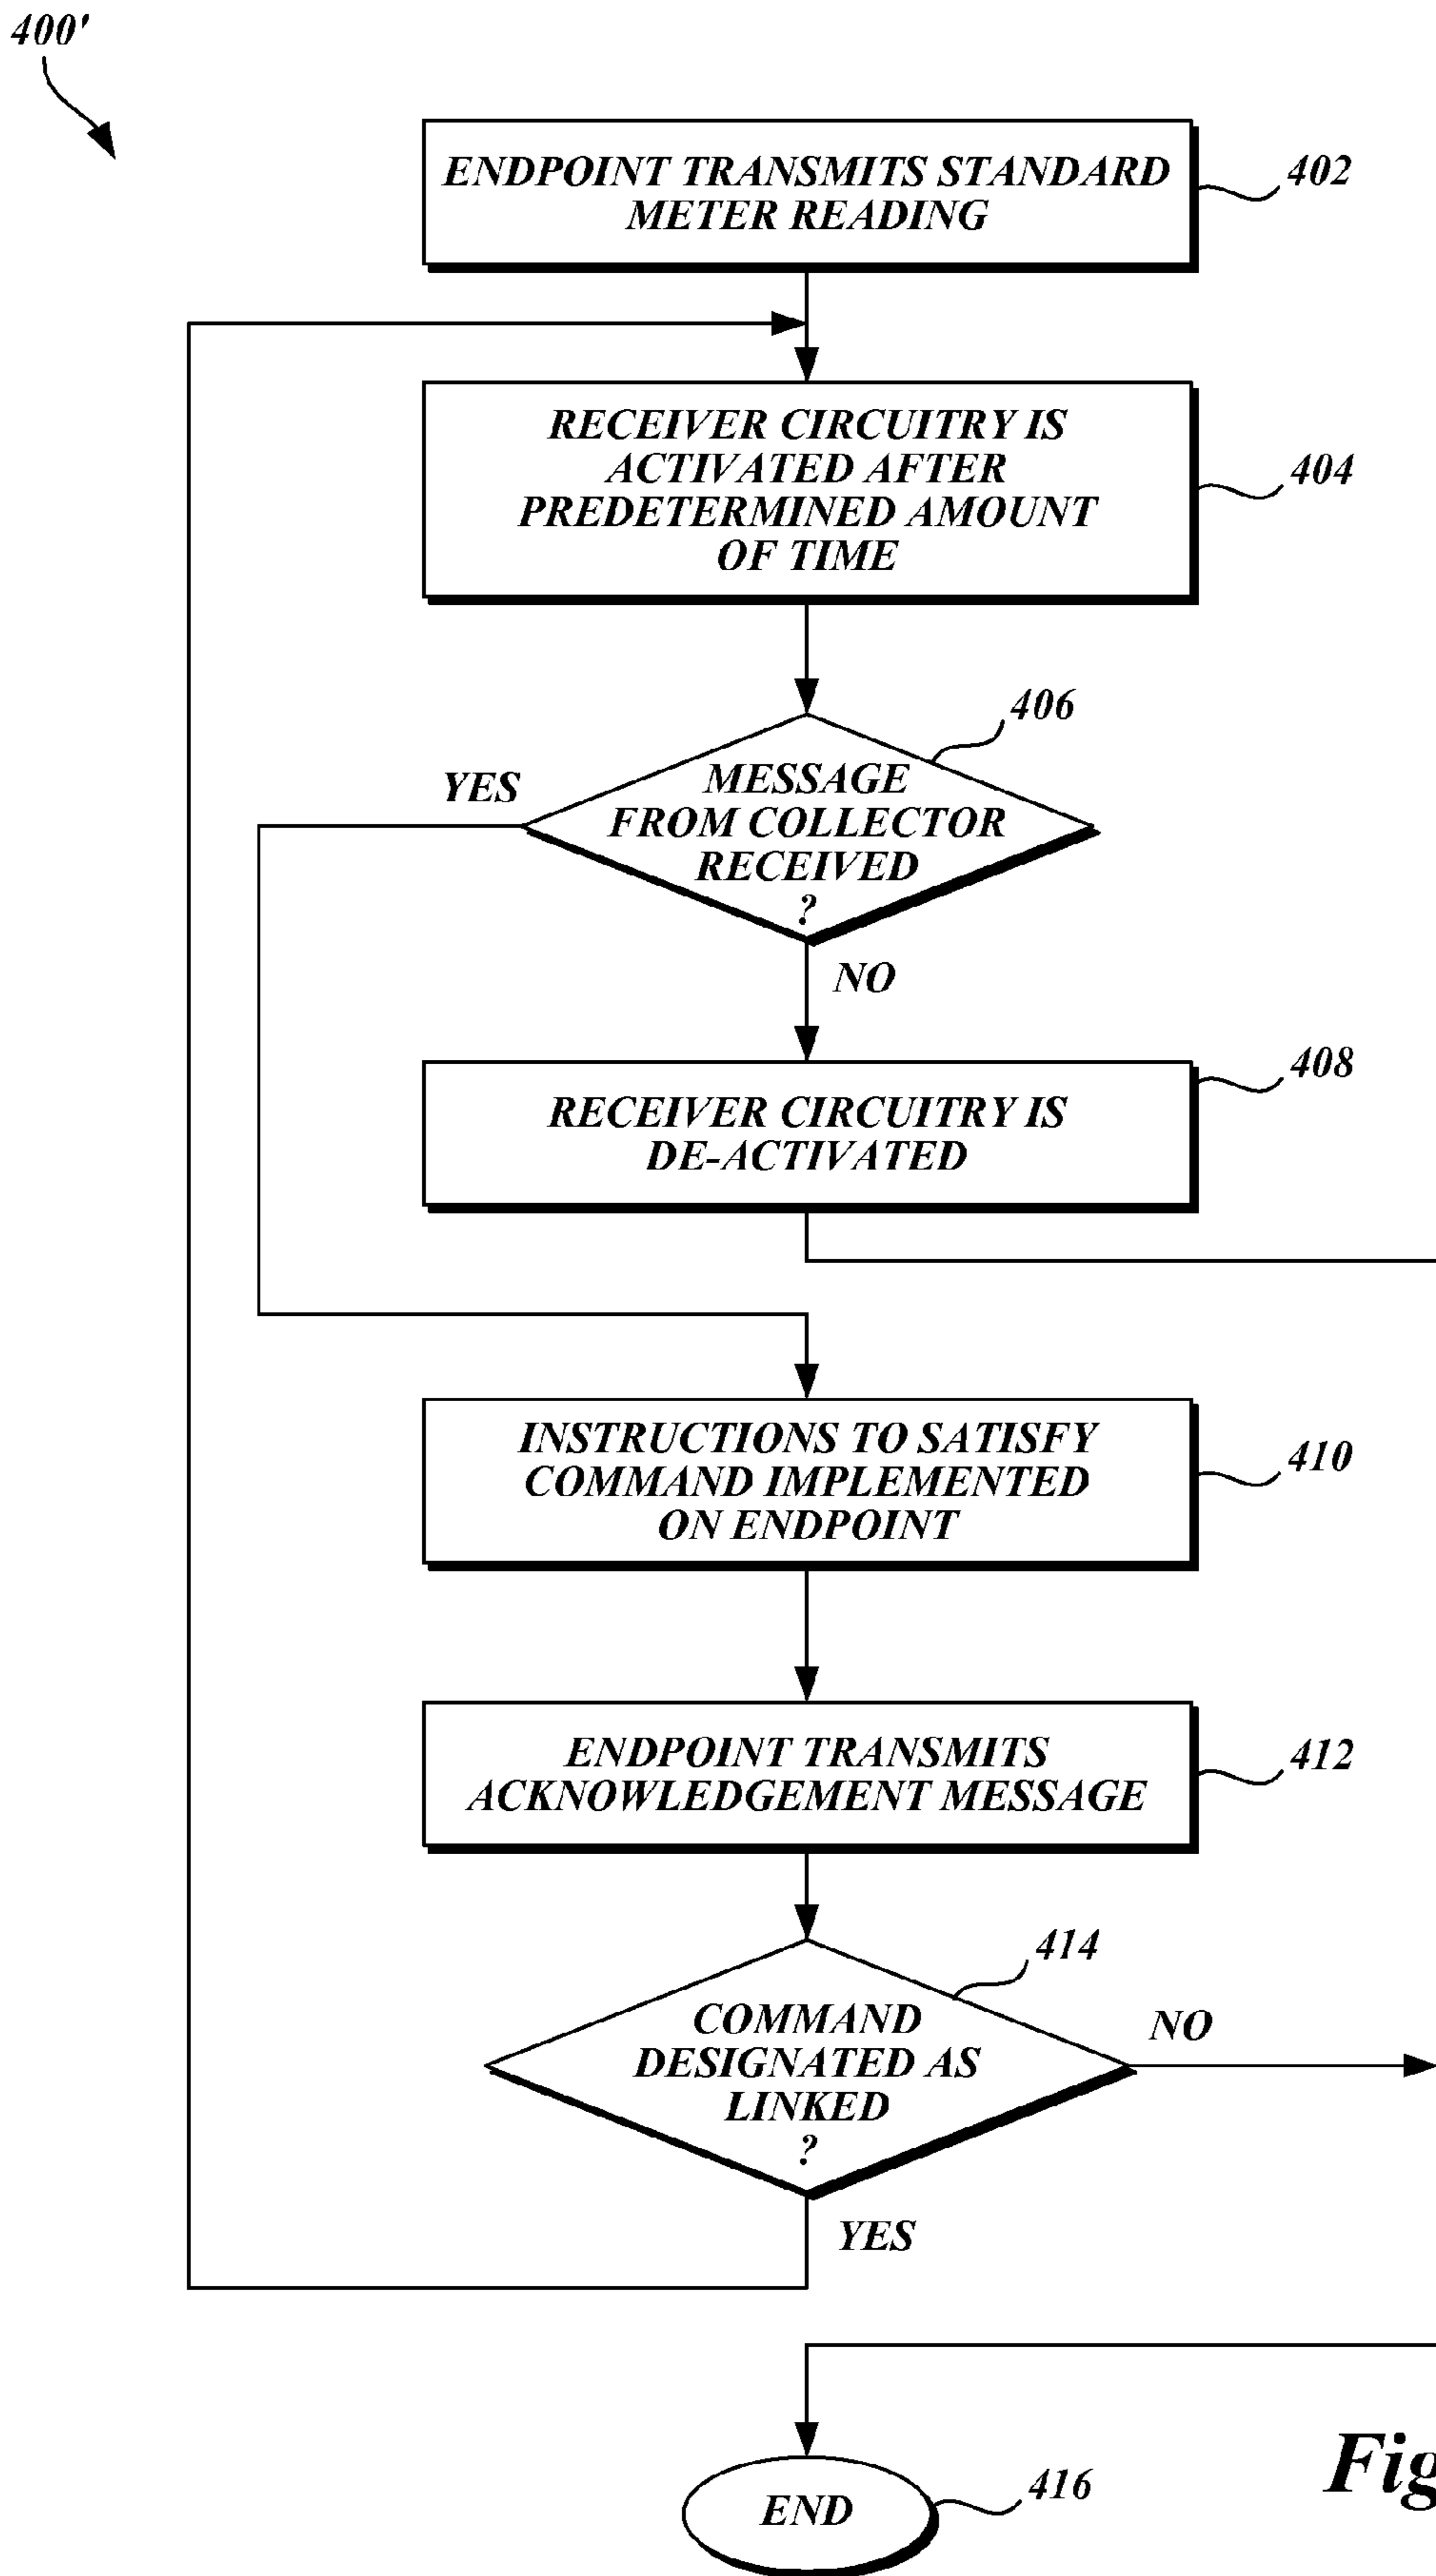 400'
ENDPOINT TRANSMITS STANDARD
METER READING
402
RECEIVER CIRCUITRY IS
ACTIVATED AFTER
PREDETERMINED AMOUNT
OF TIME
404
406
YES
MESSAGE
FROM COLLECTOR
RECEIVED
?
NO
408
RECEIVER CIRCUITRY IS
DE-ACTIVATED
INSTRUCTIONS TO SATISFY
COMMAND IMPLEMENTED
ON ENDPOINT
410
ENDPOINT TRANSMITS
ACKNOWLEDGEMENT MESSAGE
412
414
COMMAND
DESIGNATED AS
LINKED
?
NO
YES
Fig
END
416